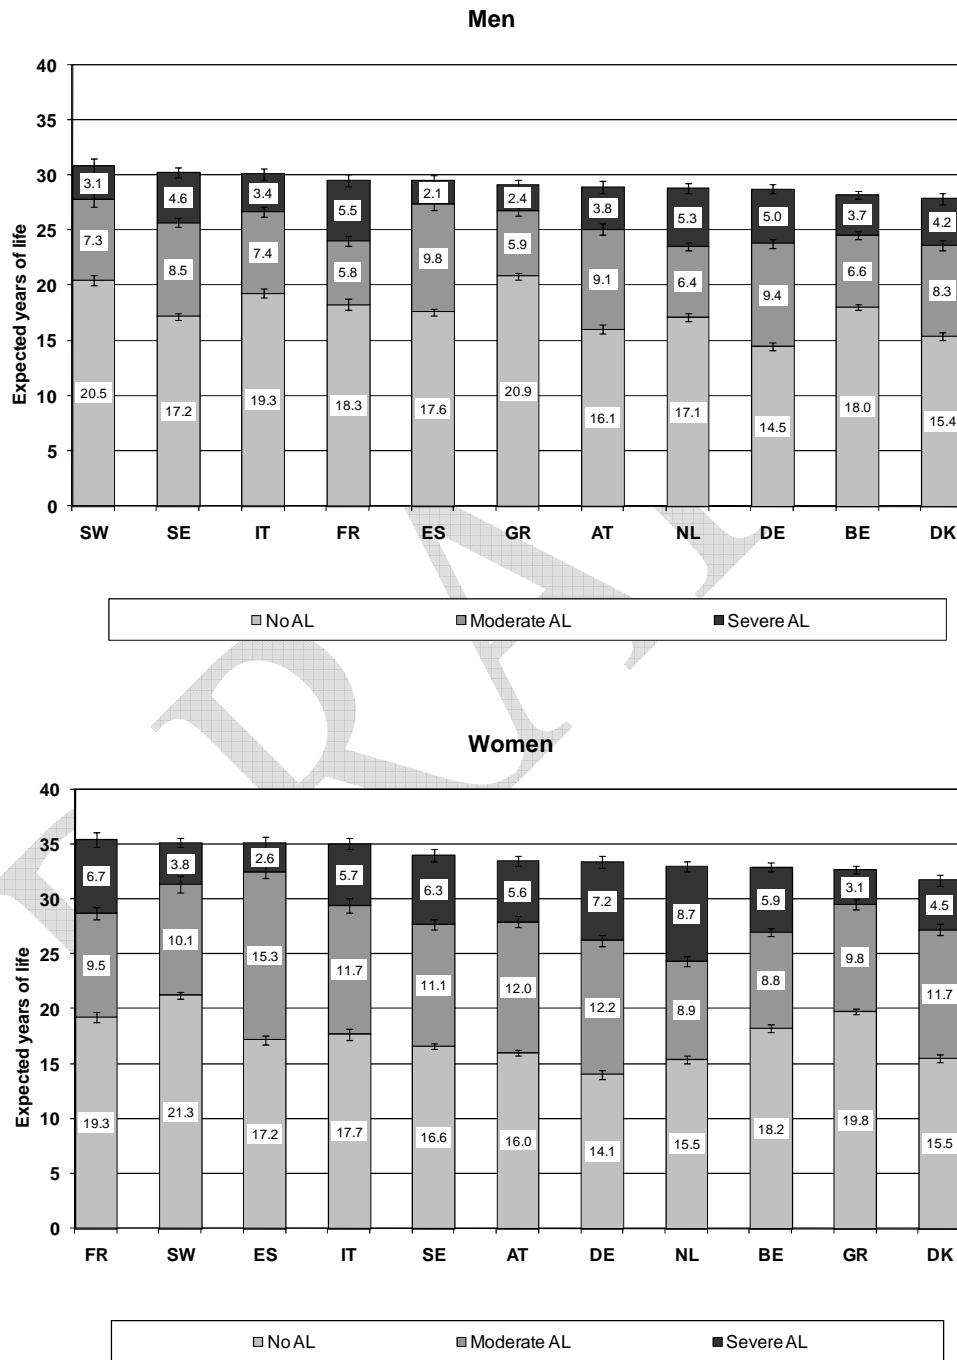 Men
40
35
30
25
20
15
10
5
0
Expected years of life
3.1 4.6 3.4 5.5 2.1 2.4 3.8 5.3 5.0 3.7 4.2
7.3 8.5 7.4 5.8 9.8 5.9 9.1 6.4 9.4 6.6 8.3
20.5 17.2 19.3 18.3 17.6 20.9 16.1 17.1 14.5 18.0 15.4
SW SE IT FR ES GR AT NL DE BE DK
No AL Moderate AL Severe AL
Women
40
35
30
25
20
15
10
5
0
Expected years of life
6.7 3.8 2.6 5.7 6.3 5.6 7.2 8.7 5.9 3.1 4.5
9.5 10.1 15.3 11.7 11.1 12.0 12.2 8.9 8.8 9.8 11.7
19.3 21.3 17.2 17.7 16.6 16.0 14.1 15.5 18.2 19.8 15.5
FR SW ES IT SE AT DE NL BE GR DK
No AL Moderate AL Severe AL